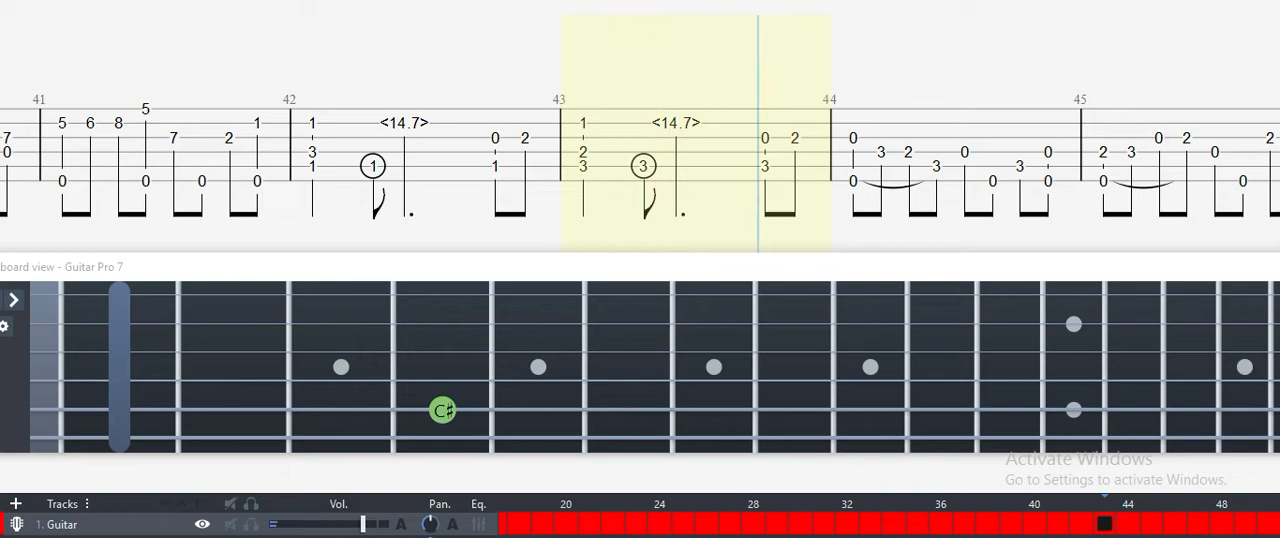 41 42 43 44 45
5
5 6 8 1 1 <14.7> 1 <14.7>
7 7 2 0 2 0 2 0 0 2 2
0 3 2 3 2 0 0 2 3 0
1 1 1 3 3 3 3 3
0 0 0 0 0 0 0 0 0
board view - Guitar Pro 7
C♯
Activate Windows
Go to Settings to activate Windows.
Tracks Vol. Pan. Eq. 20 24 28 32 36 40 44 48
1. Guitar A A